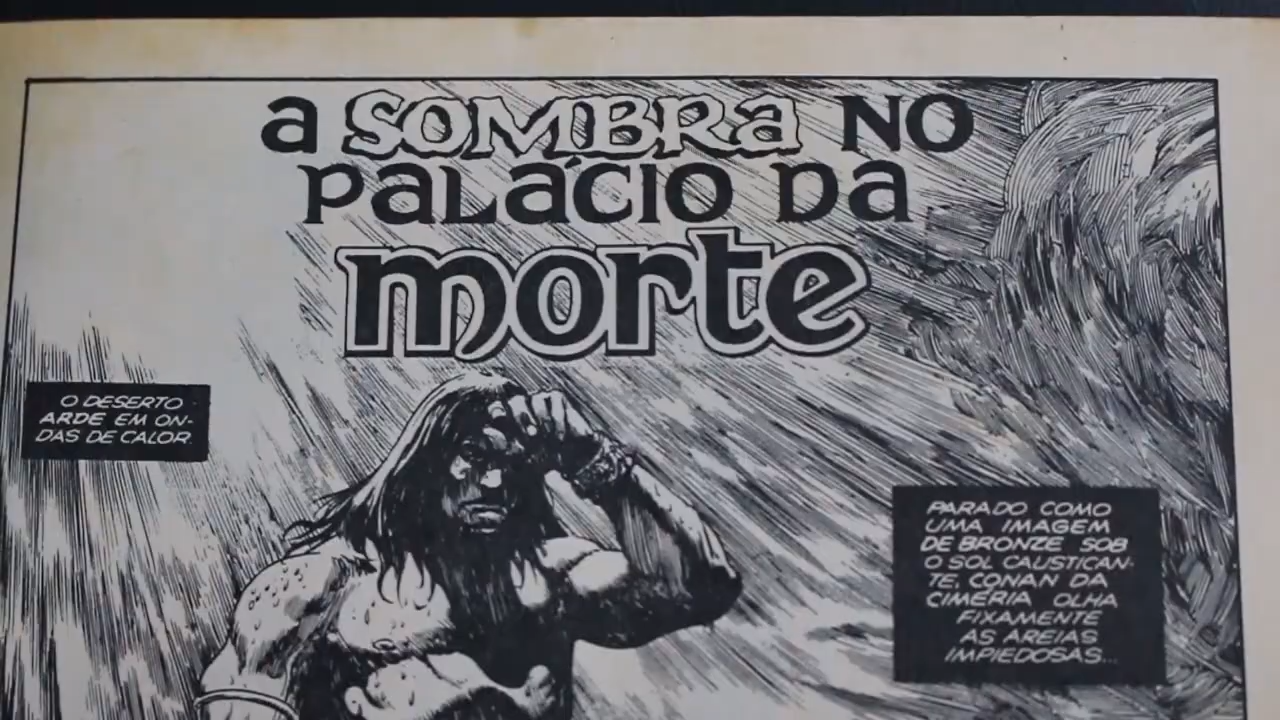 a SOMBRa NO
PaLáCIO Da
morte
O DESERTO
ARDE EM ON-
DAS DE CALOR.
PARADO COMO
UMA IMAGEM
DE BRONZE SOB
O SOL CAUSTICAN-
TE, CONAN DA
CIMÉRIA OLHA
FIXAMENTE
AS AREIAS
IMPIEDOSAS...